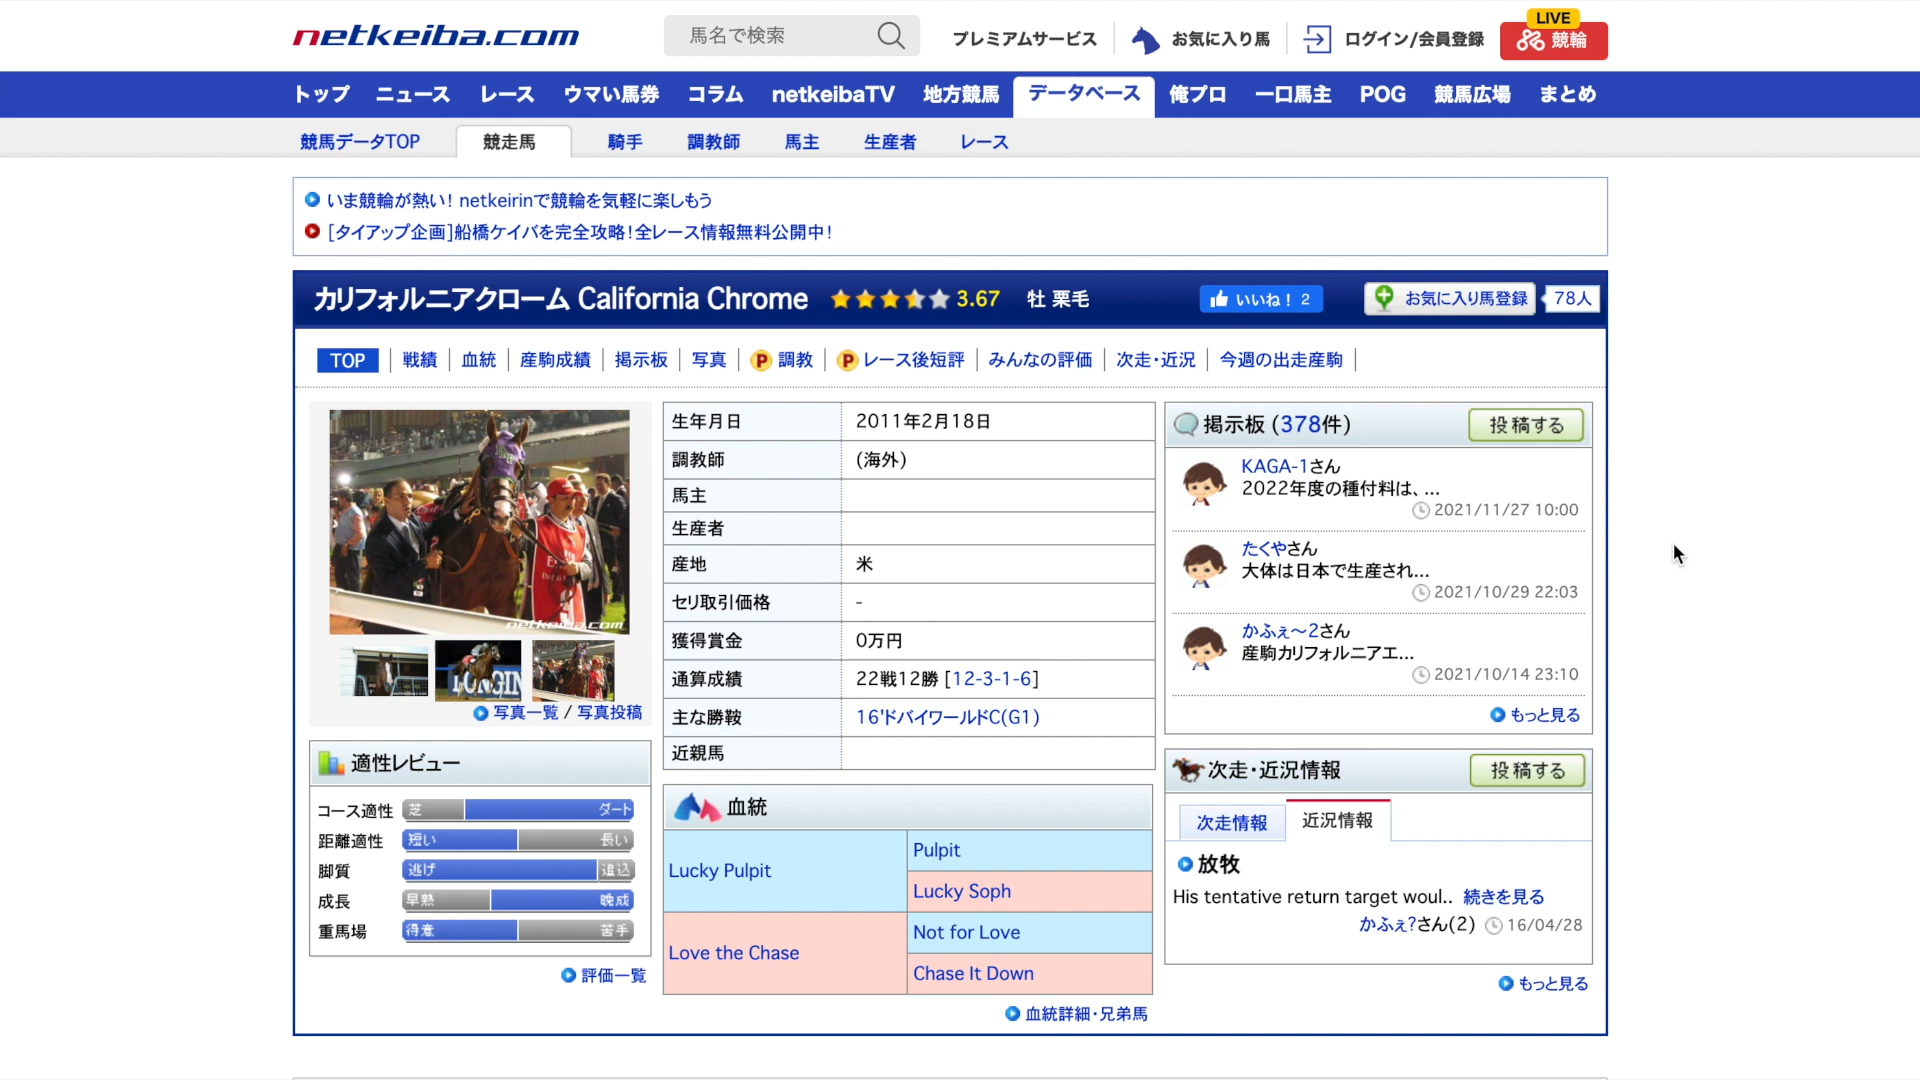 netkeiba.com
馬名で検索
プレミアムサービス
お気に入り馬
ログイン/会員登録
LIVE
競輪
トップ ニュース レース ウマい馬券 コラム netkeibaTV 地方競馬 データベース 俺プロ 一口馬主 POG 競馬広場 まとめ
競馬データTOP 競走馬 騎手 調教師 馬主 生産者 レース
いま競輪が熱い! netkeirinで競輪を気軽に楽しもう
[タイアップ企画]船橋ケイバを完全攻略!全レース情報無料公開中!
カリフォルニアクローム California Chrome 3.67 牡 栗毛
いいね! 2
お気に入り馬登録 78人
TOP 戦績 血統 産駒成績 掲示板 写真 P 調教 P レース後短評 みんなの評価 次走・近況 今週の出走産駒
netkeiba.com
LONGIN
写真一覧 / 写真投稿
適性レビュー
コース適性 芝 ダート
距離適性 短い 長い
脚質 逃げ 追込
成長 早熟 晩成
重馬場 得意 苦手
評価一覧
生年月日 2011年2月18日
調教師 (海外)
馬主
生産者
産地 米
セリ取引価格 -
獲得賞金 0万円
通算成績 22戦12勝 [12-3-1-6]
主な勝鞍 16'ドバイワールドC(G1)
近親馬
血統
Lucky Pulpit
Pulpit
Lucky Soph
Love the Chase
Not for Love
Chase It Down
血統詳細・兄弟馬
掲示板 (378件) 投稿する
KAGA-1さん
2022年度の種付料は、...
2021/11/27 10:00
たくやさん
大体は日本で生産され...
2021/10/29 22:03
かふぇ～2さん
産駒カリフォルニアエ...
2021/10/14 23:10
もっと見る
次走・近況情報 投稿する
次走情報 近況情報
放牧
His tentative return target woul.. 続きを見る
かふぇ?さん(2) 16/04/28
もっと見る